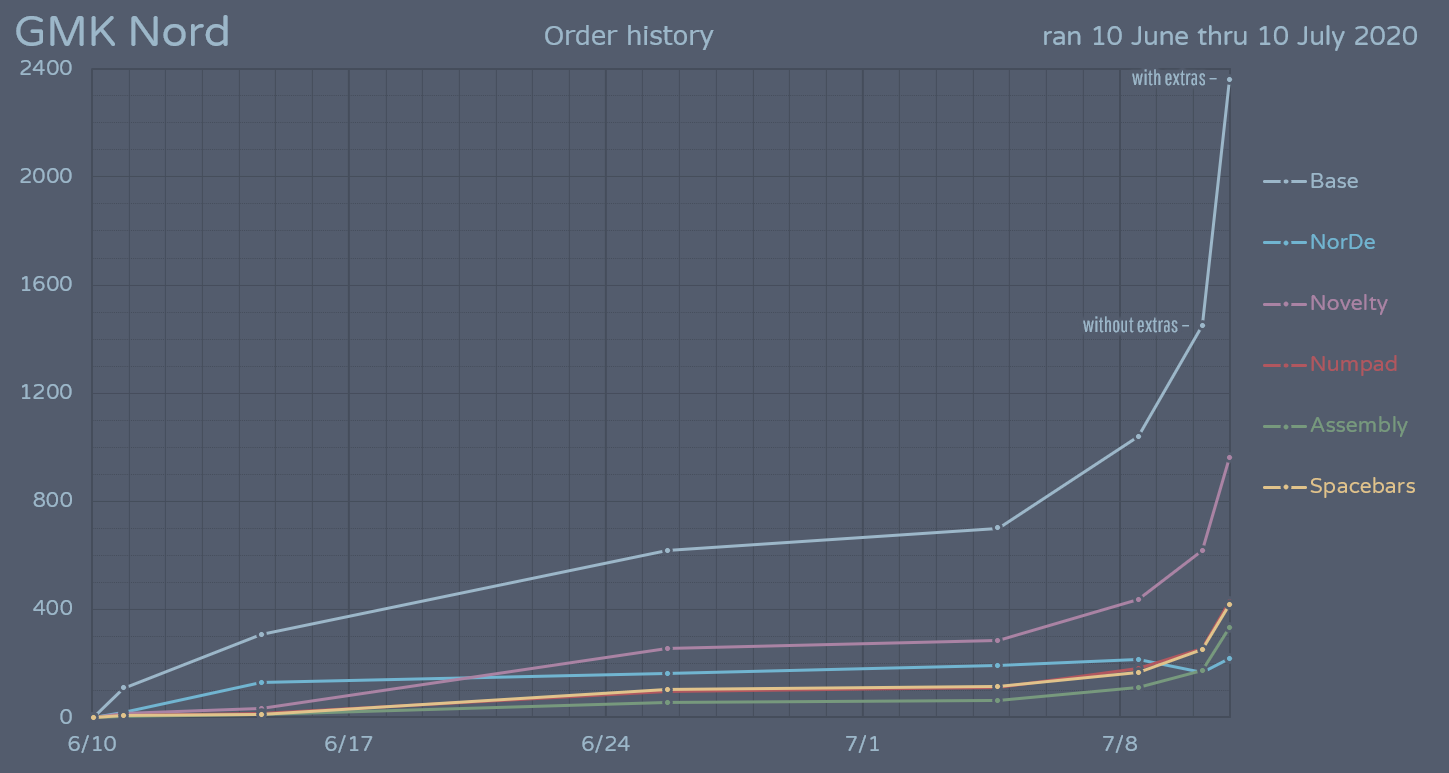 GMK Nord
Order history
ran 10 June thru 10 July 2020
2400
2000
1600
1200
800
400
0
6/10
6/17
6/24
7/1
7/8
with extras –
without extras –
Base
NorDe
Novelty
Numpad
Assembly
Spacebars